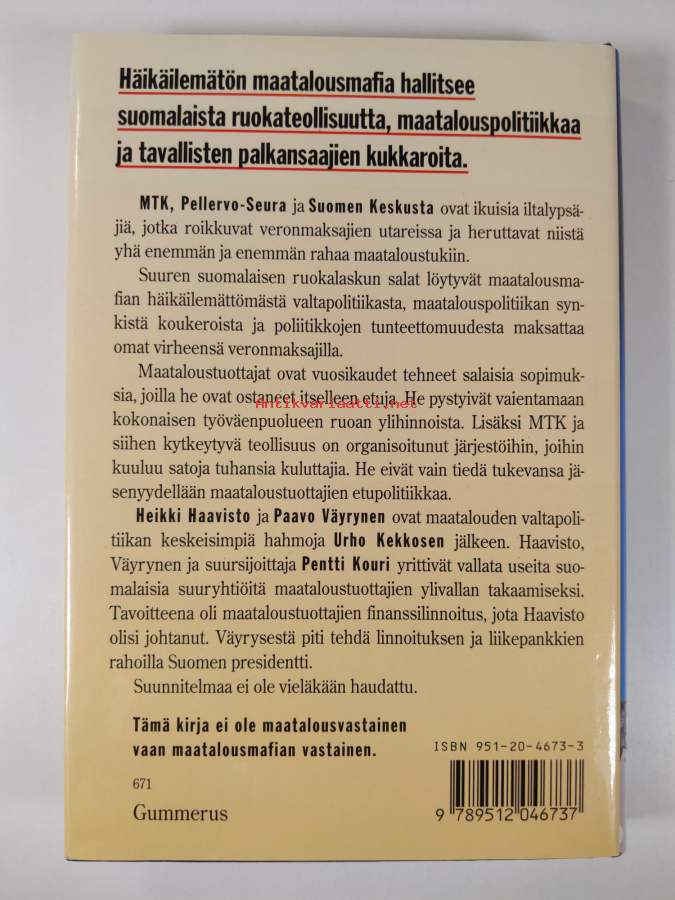 Häikäilemätön maatalousmafia hallitsee
suomalaista ruokateollisuutta, maatalouspolitiikkaa
ja tavallisten palkansaajien kukkaroita.
MTK, Pellervo-Seura ja Suomen Keskusta ovat ikuisia iltalypsä-
jiä, jotka roikkuvat veronmaksajien utareissa ja heruttavat niistä
yhä enemmän ja enemmän rahaa maataloustukiin.
Suuren suomalaisen ruokalaskun salat löytyvät maatalousma-
fian häikäilemättömästä valtapolitiikasta, maatalouspolitiikan syn-
kistä koukeroista ja poliitikkojen tunteettomuudesta maksattaa
omat virheensä veronmaksajilla.
Maataloustuottajat ovat vuosikaudet tehneet salaisia sopimuk-
sia, joilla he ovat ostaneet itselleen etuja. He pystyivät vaientamaan
Antikvariaatti.net
kokonaisen työväenpuolueen ruoan ylihinnoista. Lisäksi MTK ja
siihen kytkeytyvä teollisuus on organisoitunut järjestöihin, joihin
kuuluu satoja tuhansia kuluttajia. He eivät vain tiedä tukevansa jä-
senyydellään maataloustuottajien etupolitiikkaa.
Heikki Haavisto ja Paavo Väyrynen ovat maatalouden valtapoli-
tiikan keskeisimpiä hahmoja Urho Kekkosen jälkeen. Haavisto,
Väyrynen ja suursijoittaja Pentti Kouri yrittivät vallata useita suo-
malaisia suuryhtiöitä maataloustuottajien ylivallan takaamiseksi.
Tavoitteena oli maataloustuottajien finanssilinnoitus, jota Haavisto
olisi johtanut. Väyrysestä piti tehdä linnoituksen ja liikepankkien
rahoilla Suomen presidentti.
Suunnitelmaa ei ole vieläkään haudattu.
Tämä kirja ei ole maatalousvastainen
vaan maatalousmafian vastainen.
ISBN 951-20-4673-3
671
Gummerus
9 789512 046737